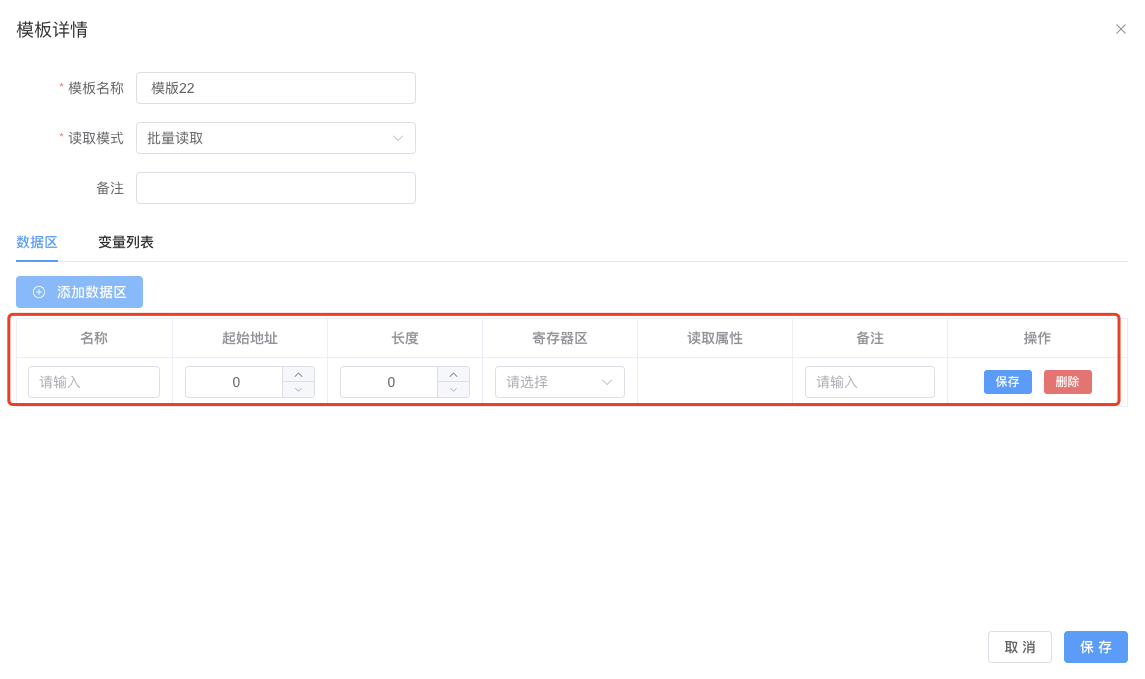 模板详情
* 模板名称 模版22
* 读取模式 批量读取
备注
数据区 变量列表
添加数据区
名称 起始地址 长度 寄存器区 读取属性 备注 操作
请输入 0 0 请选择 请输入 保存 删除
取消 保存